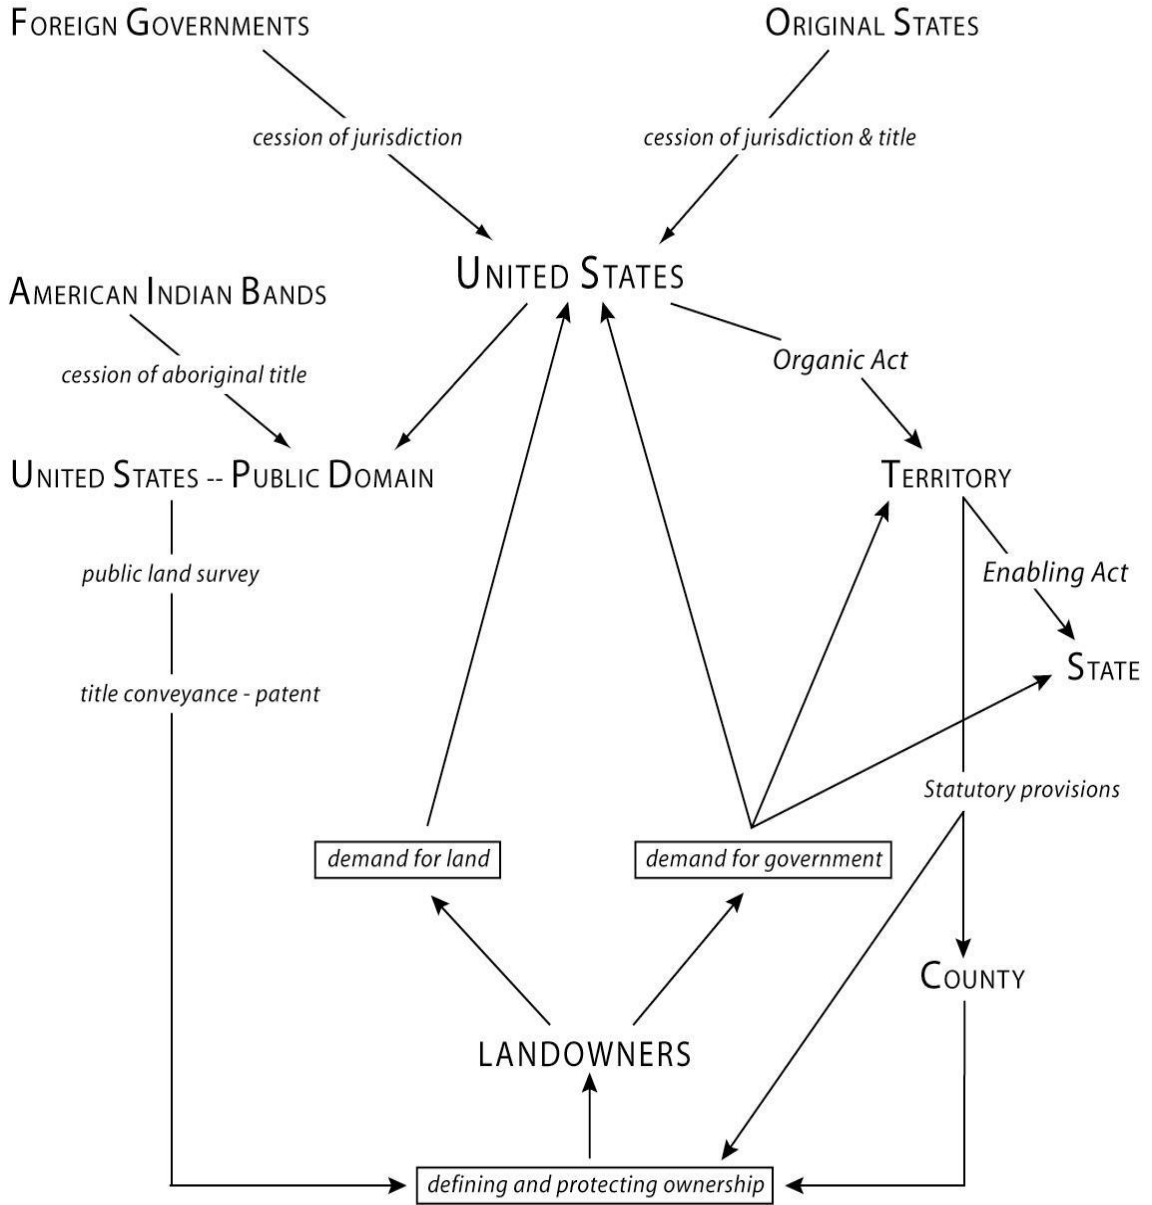 FOREIGN GOVERNMENTS
ORIGINAL STATES
cession of jurisdiction
cession of jurisdiction & title
UNITED STATES
AMERICAN INDIAN BANDS
Organic Act
cession of aboriginal title
UNITED STATES -- PUBLIC DOMAIN
TERRITORY
public land survey
Enabling Act
STATE
title conveyance - patent
Statutory provisions
demand for land
demand for government
COUNTY
LANDOWNERS
defining and protecting ownership